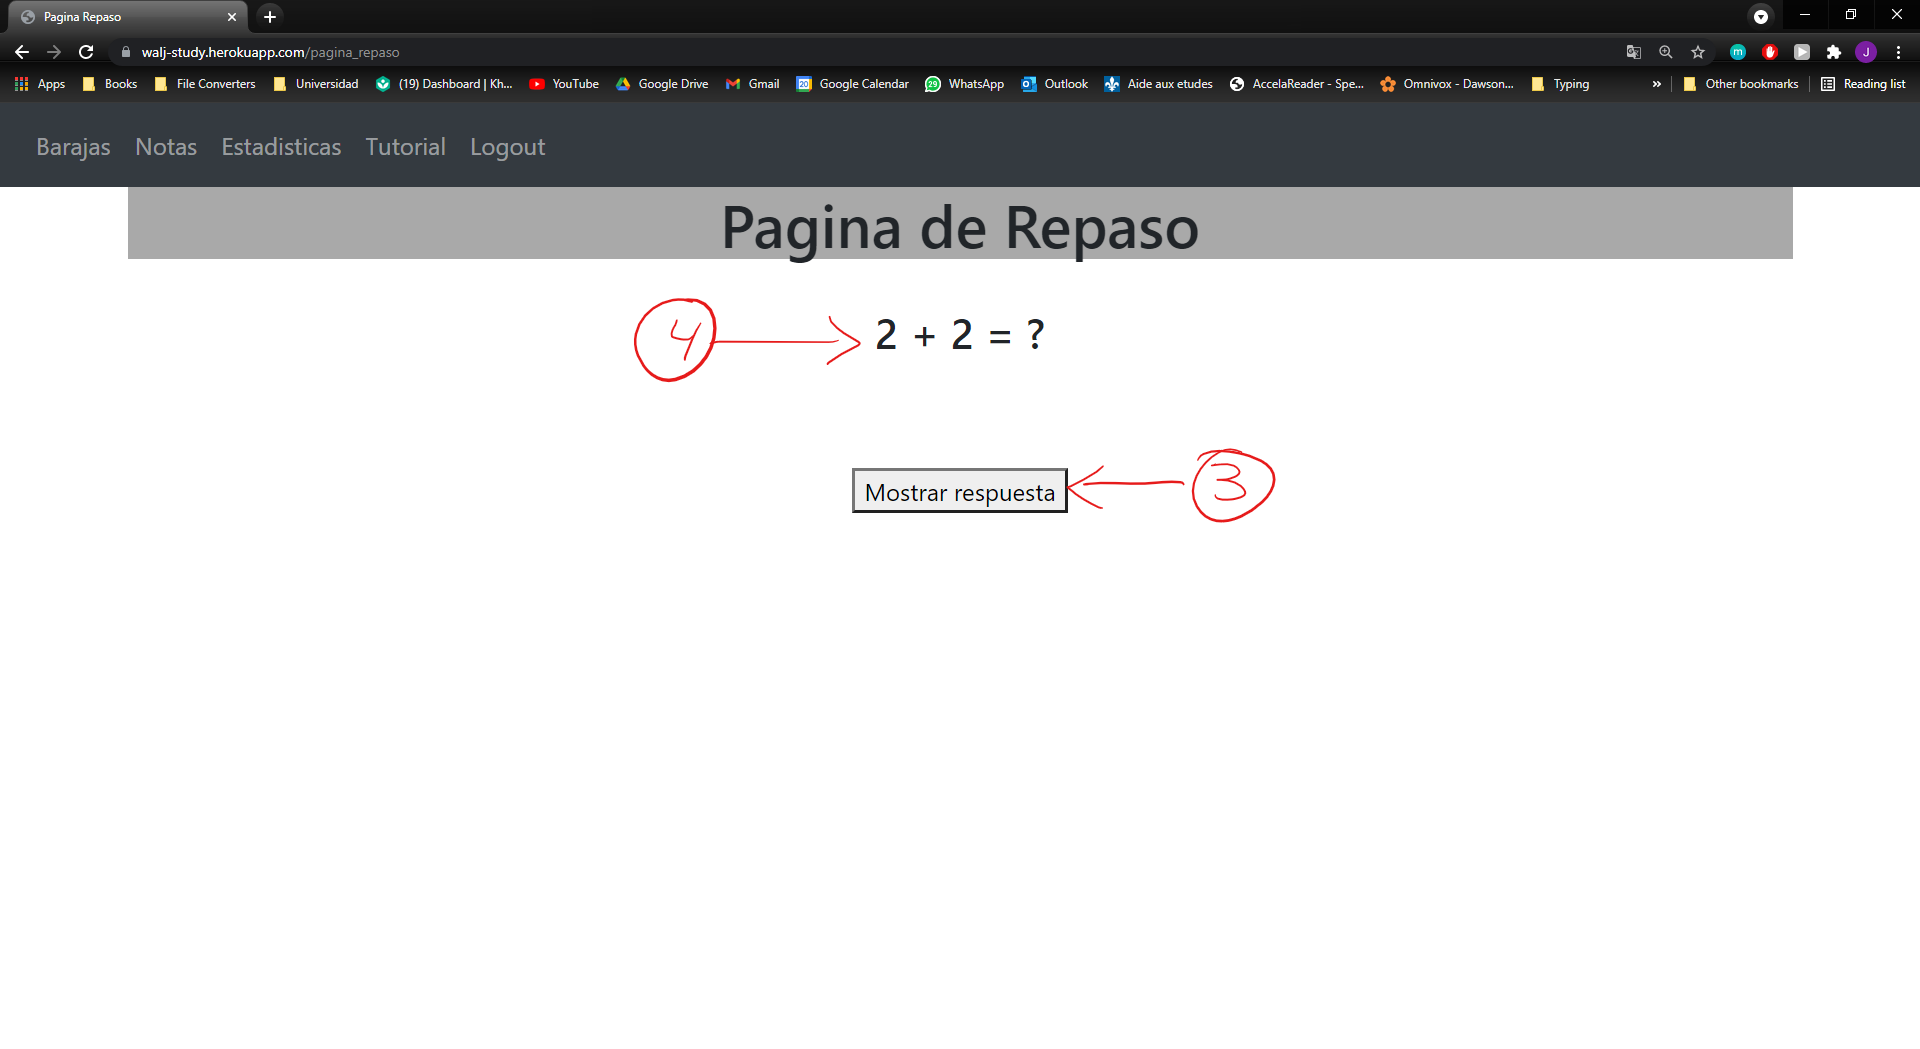 Pagina Repaso
walj-study.herokuapp.com/pagina_repaso
m J
Apps Books File Converters Universidad (19) Dashboard | Kh... YouTube Google Drive Gmail 20 Google Calendar 29 WhatsApp Outlook Aide aux etudes AccelaReader - Spe... Omnivox - Dawson... Typing » Other bookmarks Reading list
Barajas Notas Estadisticas Tutorial Logout
Pagina de Repaso
4 2 + 2 = ?
Mostrar respuesta 3